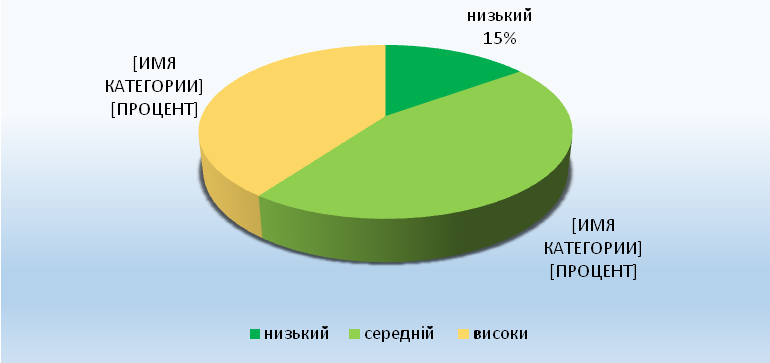 низький
15%
[ИМЯ
КАТЕГОРИИ]
[ПРОЦЕНТ]
[ИМЯ
КАТЕГОРИИ]
[ПРОЦЕНТ]
низький середній високи